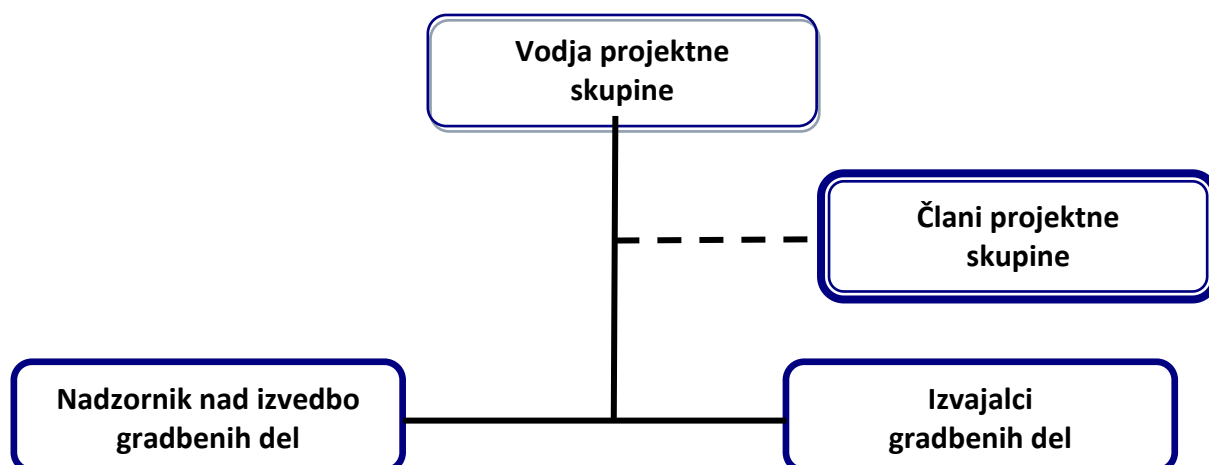 Vodja projektne
skupine
Člani projektne
skupine
Nadzornik nad izvedbo
gradbenih del
Izvajalci
gradbenih del